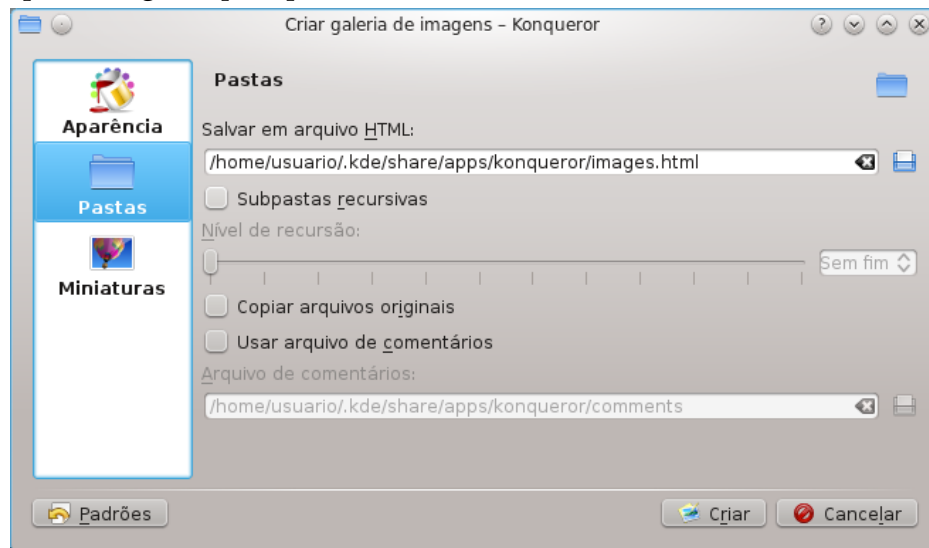 Criar galeria de imagens – Konqueror
Aparência
Pastas
Miniaturas
Pastas
Salvar em arquivo HTML:
/home/usuario/.kde/share/apps/konqueror/images.html
Subpastas recursivas
Nível de recursão:
Sem fim
Copiar arquivos originais
Usar arquivo de comentários
Arquivo de comentários:
/home/usuario/.kde/share/apps/konqueror/comments
Padrões
Criar
Cancelar